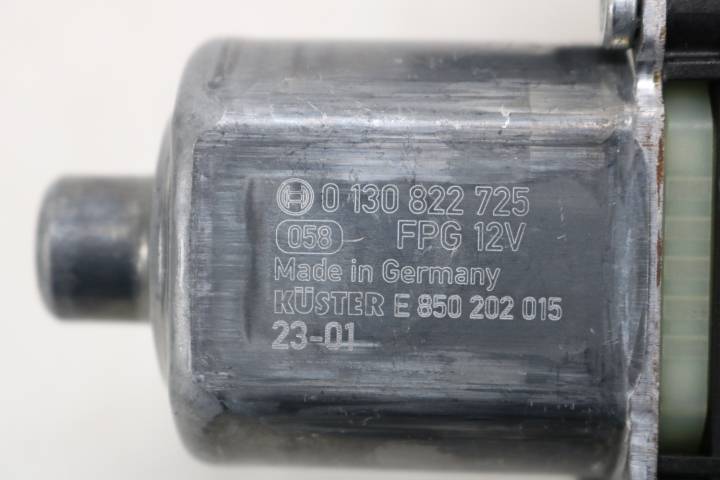 0 130 822 725
058 FPG 12V
Made in Germany
KÜSTER E 850 202 015
23-01